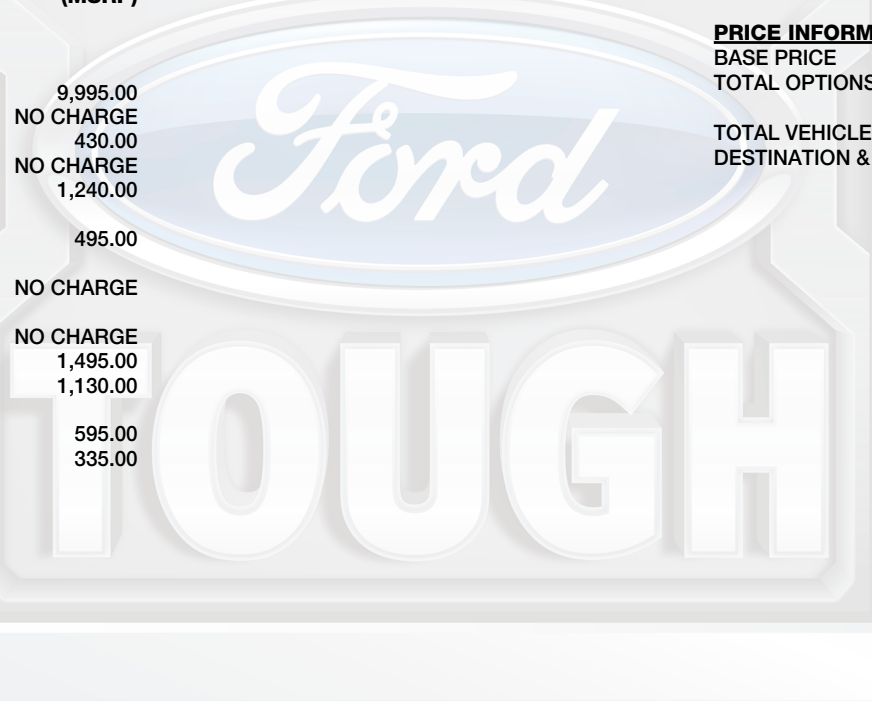 (MSRP)
9,995.00
NO CHARGE
430.00
NO CHARGE
1,240.00
495.00
NO CHARGE
NO CHARGE
1,495.00
1,130.00
595.00
335.00
PRICE INFORM
BASE PRICE
TOTAL OPTIONS
TOTAL VEHICLE
DESTINATION &
Ford
TOUGH